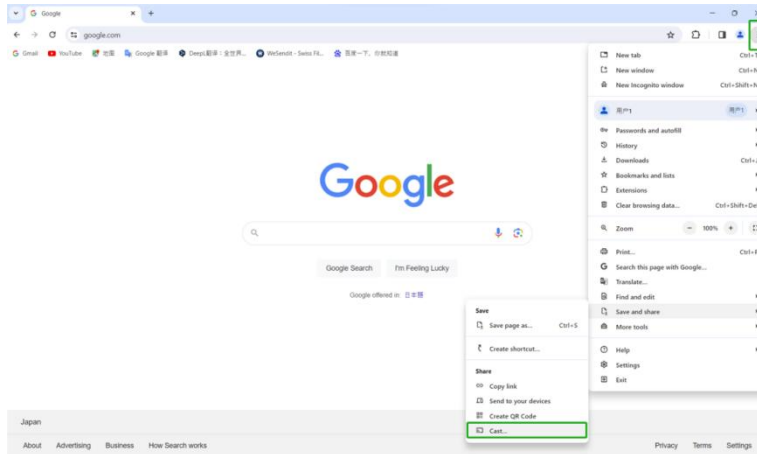 Google
google.com
Gmail YouTube 地图 Google 翻译 DeepL翻译：全世界... WeSendit - Swiss Fil... 百度一下，你就知道
New tab
New window
New Incognito window
用户1 用户1
Passwords and autofill
History
Downloads
Bookmarks and lists
Extensions
Clear browsing data...
Zoom - 100% +
Print...
Search this page with Google...
Translate...
Find and edit
Save and share
More tools
Help
Settings
Exit
Google
Google Search I'm Feeling Lucky
Google offered in: 日本語
Save
Save page as... Ctrl+S
Create shortcut...
Share
Copy link
Send to your devices
Create QR Code
Cast...
Japan
About Advertising Business How Search works Privacy Terms Settings